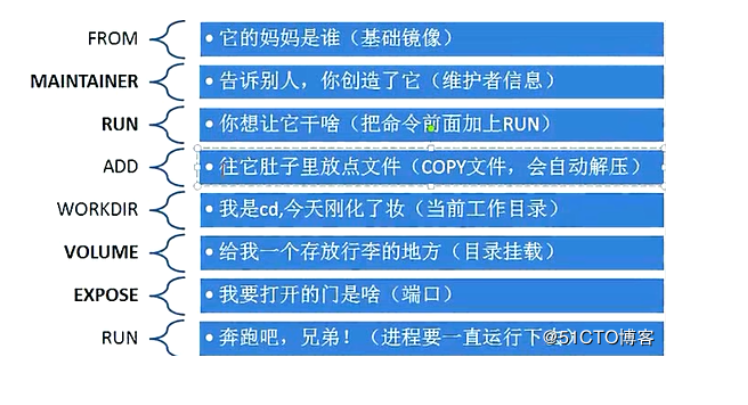 FROM • 它的妈妈是谁（基础镜像）
MAINTAINER • 告诉别人，你创造了它（维护者信息）
RUN • 你想让它干啥（把命令前面加上RUN）
ADD • 往它肚子里放点文件（COPY文件，会自动解压）
WORKDIR • 我是cd,今天刚化了妆（当前工作目录）
VOLUME • 给我一个存放行李的地方（目录挂载）
EXPOSE • 我要打开的门是啥（端口）
RUN • 奔跑吧，兄弟！（进程要一直运行下去）
@51CTO博客